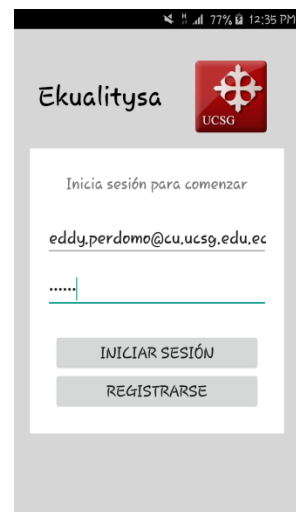 77% 12:35 PM
Ekualitysa
UCSG
Inicia sesión para comenzar
eddy.perdomo@cu.ucsg.edu.ec
••••••
INICIAR SESIÓN
REGISTRARSE